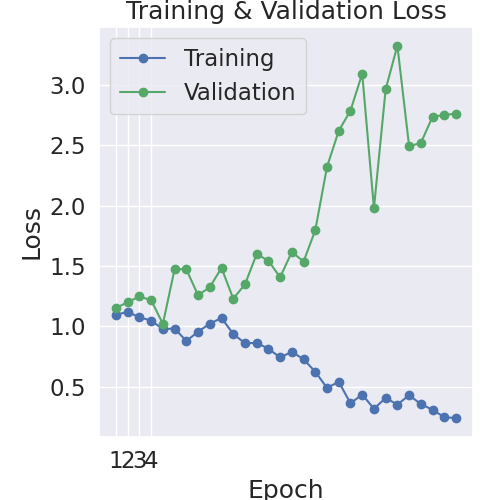 Training & Validation Loss
Training
Validation
Loss
3.0
2.5
2.0
1.5
1.0
0.5
1234
Epoch